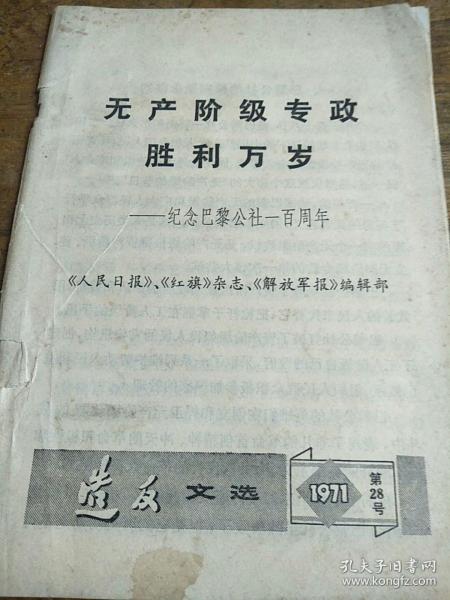 无产阶级专政
胜利万岁
——纪念巴黎公社一百周年
《人民日报》、《红旗》杂志、《解放军报》编辑部
造反文选
1971
第28号
孔夫子旧书网
www.kongfz.com